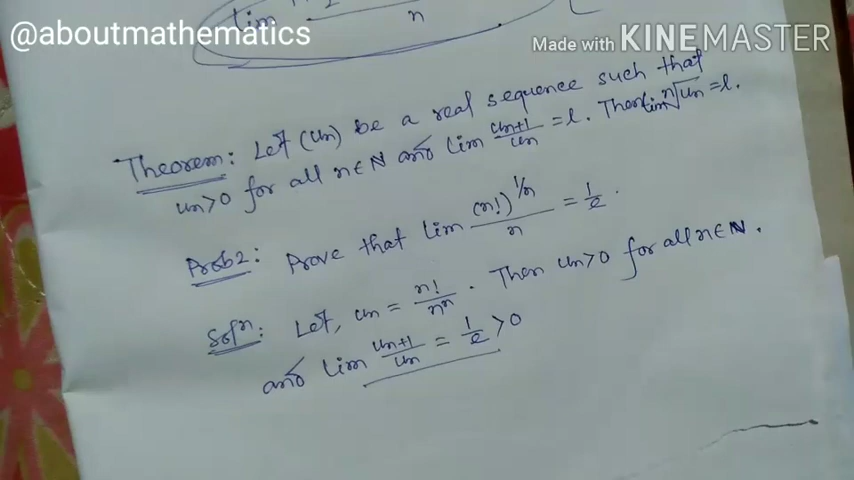 @aboutmathematics
Made with KINEMASTER
lim n
Theorem: Let (un) be a real sequence such that
un>0 for all n∈N and lim un+1/un = l. Then lim ⁿ√un = l.
Prob2: Prove that lim (n!)^1/n / n = 1/e.
Solⁿ: Let, un = n!/nⁿ. Then un>0 for all n∈N.
and lim un+1/un = 1/e >0